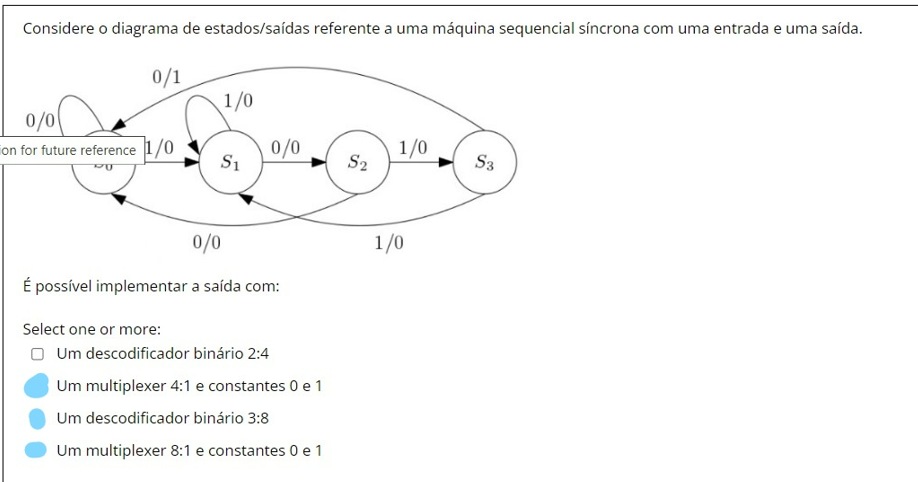 Considere o diagrama de estados/saídas referente a uma máquina sequencial síncrona com uma entrada e uma saída.
0/1
1/0
0/0
ion for future reference 1/0 0/0 1/0
S1 S2 S3
0/0 1/0
É possível implementar a saída com:
Select one or more:
Um descodificador binário 2:4
Um multiplexer 4:1 e constantes 0 e 1
Um descodificador binário 3:8
Um multiplexer 8:1 e constantes 0 e 1